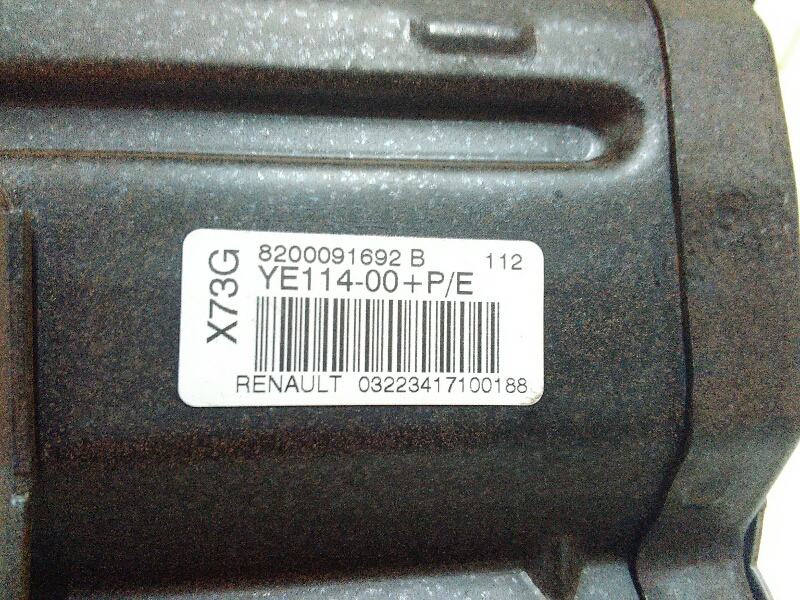 X73G
8200091692 B 112
YE114-00+P/E
RENAULT 03223417100188